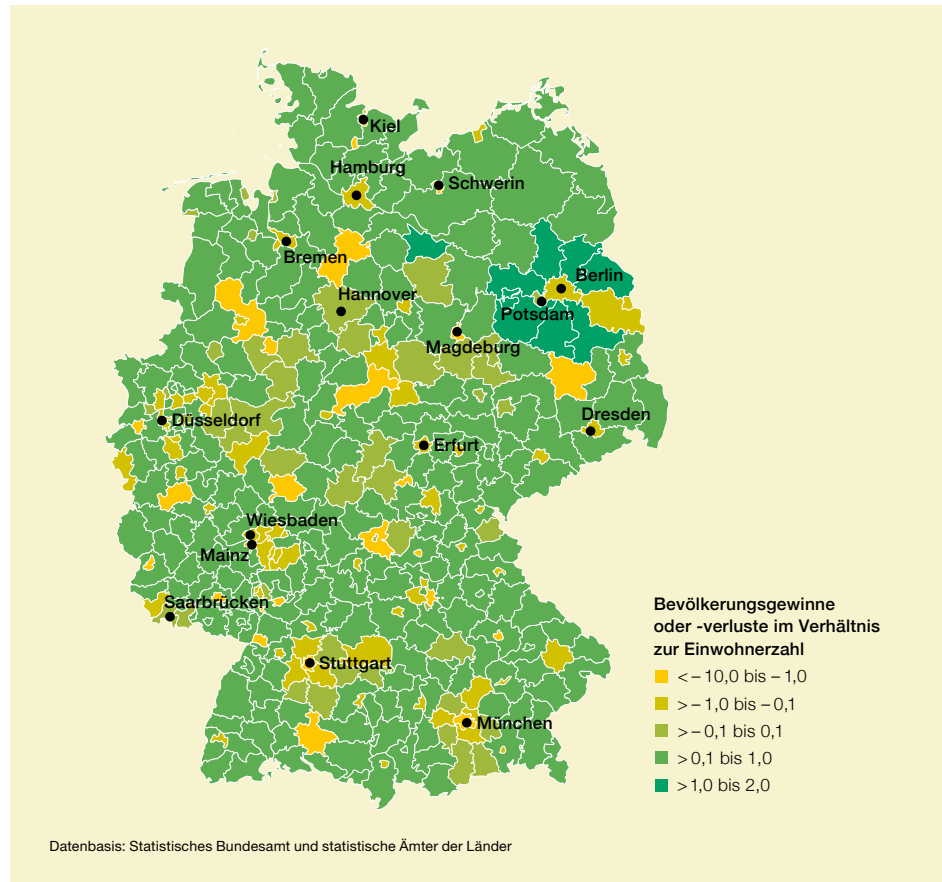 Kiel
Hamburg
Schwerin
Bremen
Berlin
Hannover
Potsdam
Magdeburg
Düsseldorf
Dresden
Erfurt
Wiesbaden
Mainz
Saarbrücken
Stuttgart
München
Bevölkerungsgewinne
oder -verluste im Verhältnis
zur Einwohnerzahl
< – 10,0 bis – 1,0
> – 1,0 bis – 0,1
> – 0,1 bis 0,1
> 0,1 bis 1,0
> 1,0 bis 2,0
Datenbasis: Statistisches Bundesamt und statistische Ämter der Länder